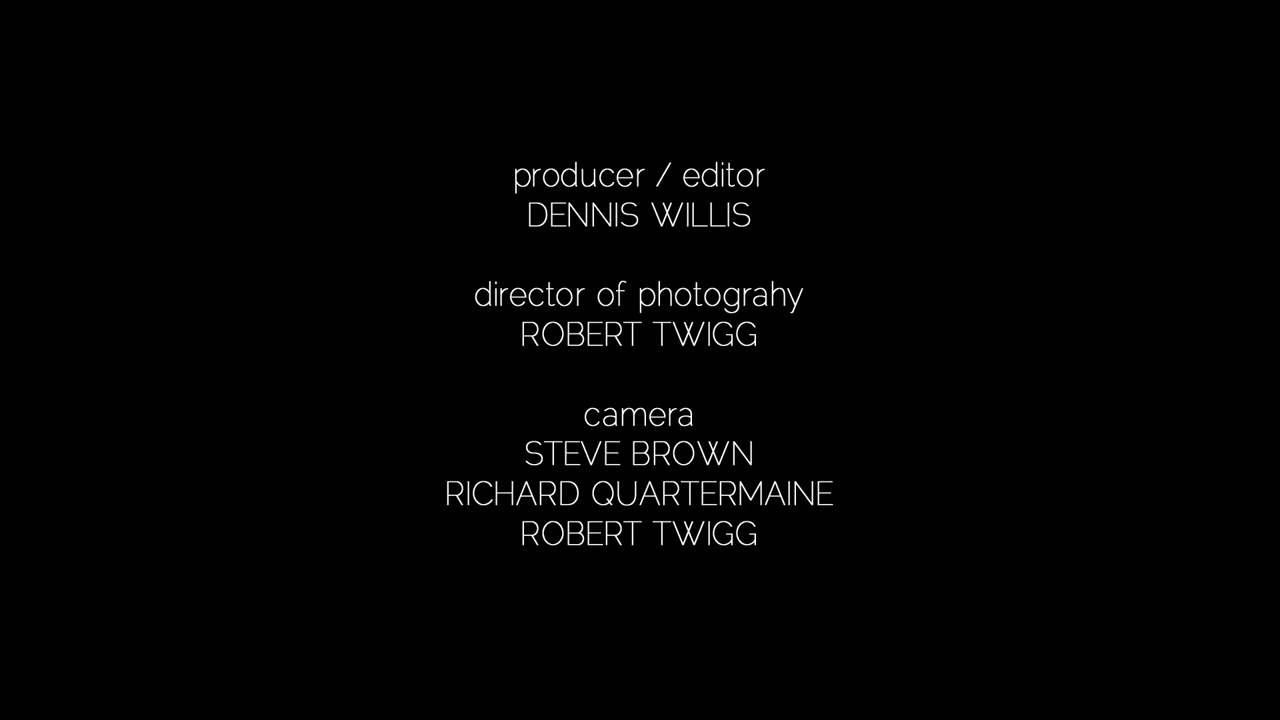 producer / editor
DENNIS WILLIS
director of photograhy
ROBERT TWIGG
camera
STEVE BROWN
RICHARD QUARTERMAINE
ROBERT TWIGG